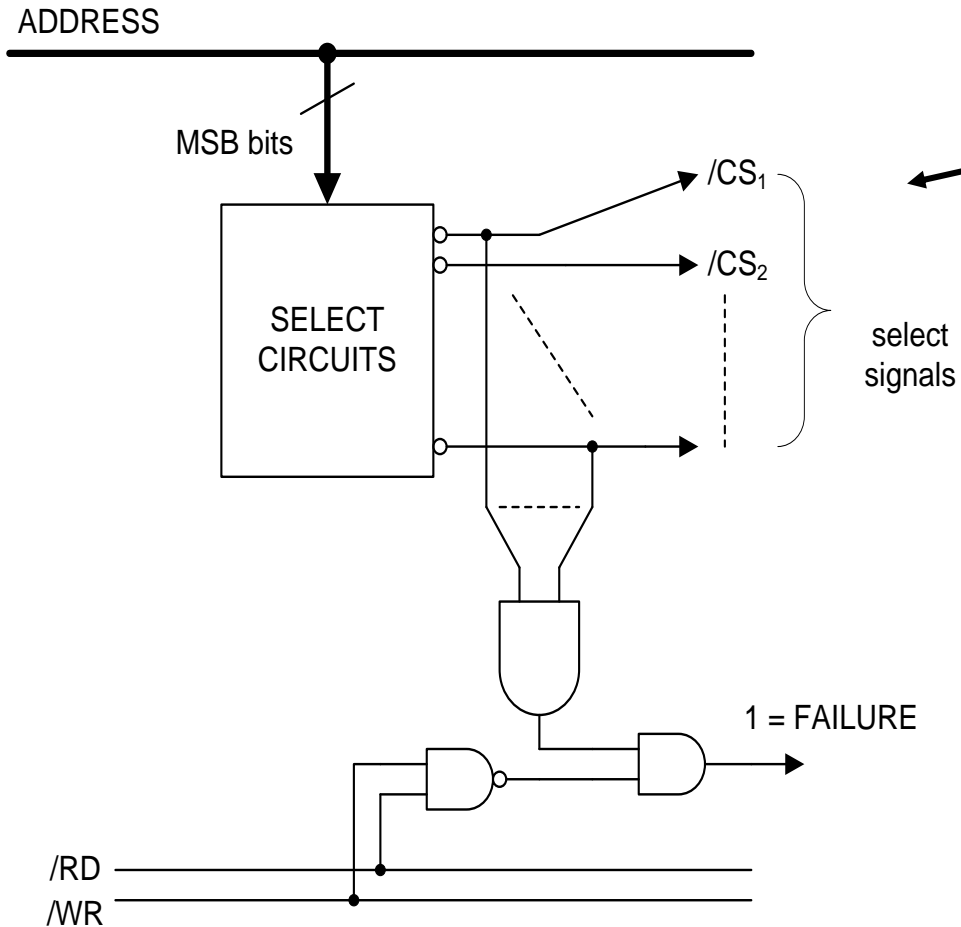 ADDRESS
MSB bits
/CS₁
/CS₂
SELECT
CIRCUITS
select
signals
1 = FAILURE
/RD
/WR